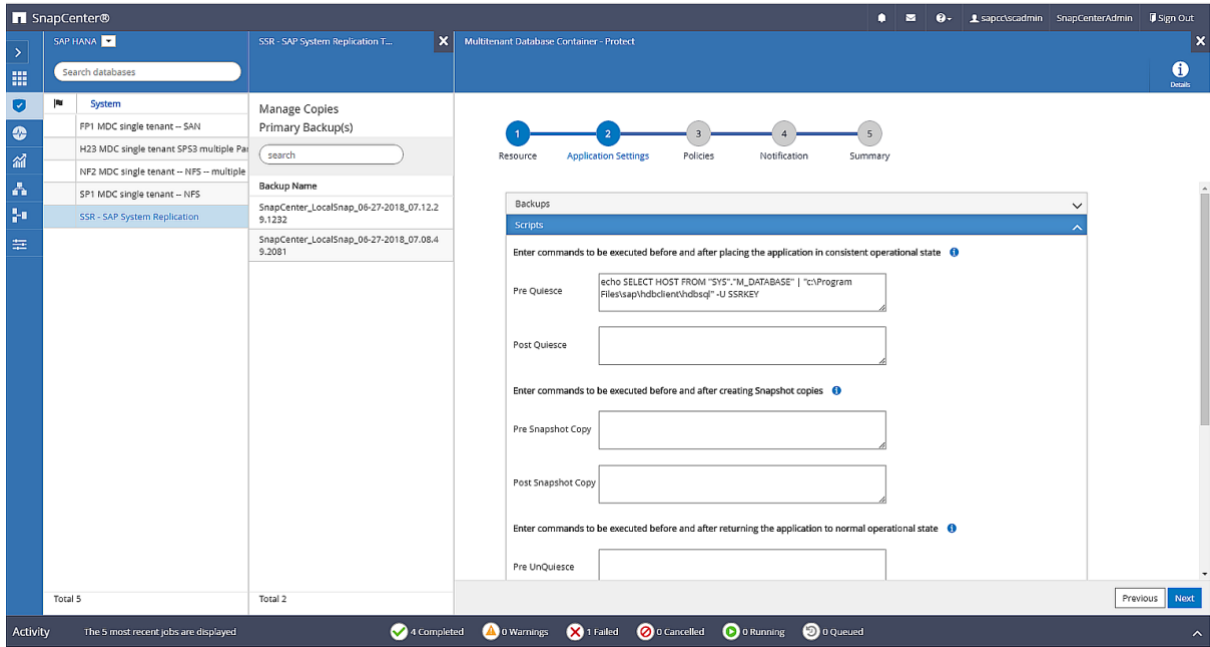 SnapCenter®
sapcc\scadmin SnapCenterAdmin Sign Out
SAP HANA
Search databases
System
FP1 MDC single tenant – SAN
H23 MDC single tenant SPS3 multiple Par
NF2 MDC single tenant – NFS – multiple
SP1 MDC single tenant – NFS
SSR - SAP System Replication
Total 5
SSR - SAP System Replication T...
Manage Copies
Primary Backup(s)
search
Backup Name
SnapCenter_LocalSnap_06-27-2018_07.12.2
9.1232
SnapCenter_LocalSnap_06-27-2018_07.08.4
9.2081
Total 2
Multitenant Database Container - Protect
Details
1 2 3 4 5
Resource Application Settings Policies Notification Summary
Backups
Scripts
Enter commands to be executed before and after placing the application in consistent operational state
Pre Quiesce
echo SELECT HOST FROM "SYS"."M_DATABASE" | "c:\Program
Files\sap\hdbclient\hdbsql" -U SSRKEY
Post Quiesce
Enter commands to be executed before and after creating Snapshot copies
Pre Snapshot Copy
Post Snapshot Copy
Enter commands to be executed before and after returning the application to normal operational state
Pre UnQuiesce
Previous Next
Activity The 5 most recent jobs are displayed 4 Completed 0 Warnings 1 Failed 0 Cancelled 0 Running 0 Queued